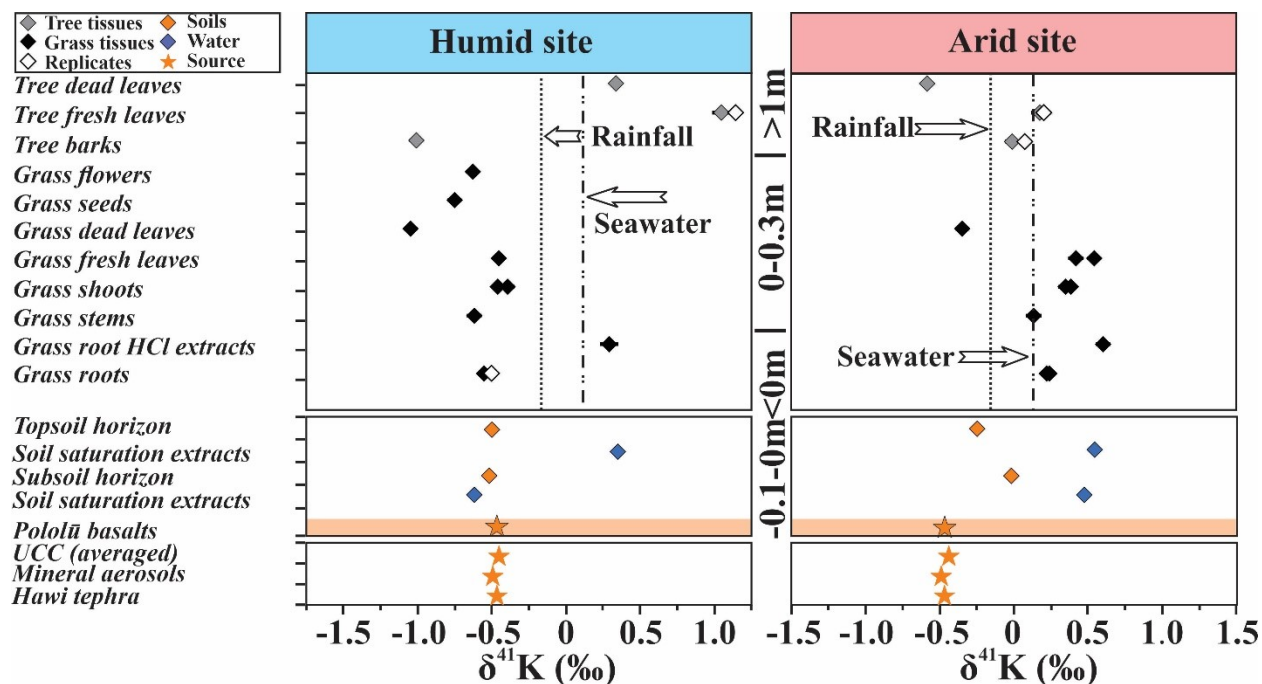 Tree tissues
Soils
Grass tissues
Water
Replicates
Source
Humid site
Arid site
Tree dead leaves
Tree fresh leaves
Tree barks
Grass flowers
Grass seeds
Grass dead leaves
Grass fresh leaves
Grass shoots
Grass stems
Grass root HCl extracts
Grass roots
Topsoil horizon
Soil saturation extracts
Subsoil horizon
Soil saturation extracts
Pololū basalts
UCC (averaged)
Mineral aerosols
Hawi tephra
Rainfall
Seawater
>1m
0-0.3m
<0m
-0.1-0m
Rainfall
Seawater
-1.5 -1.0 -0.5 0 0.5 1.0
-1.5 -1.0 -0.5 0 0.5 1.0 1.5
δ⁴¹K (‰)
δ⁴¹K (‰)